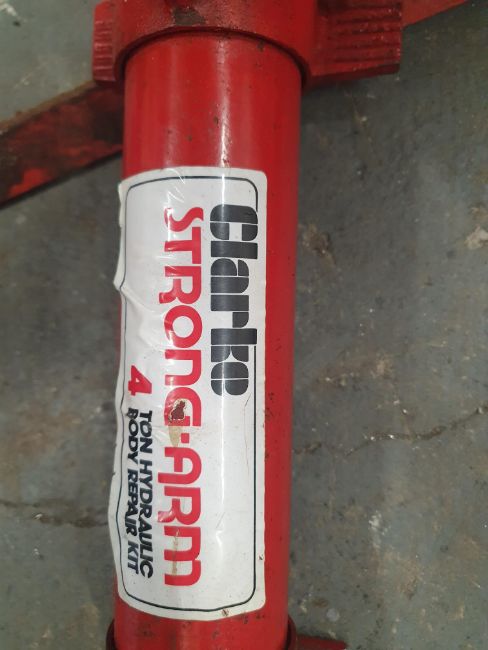 Clarke
STRONG·ARM
4 TON HYDRAULIC
BODY REPAIR KIT